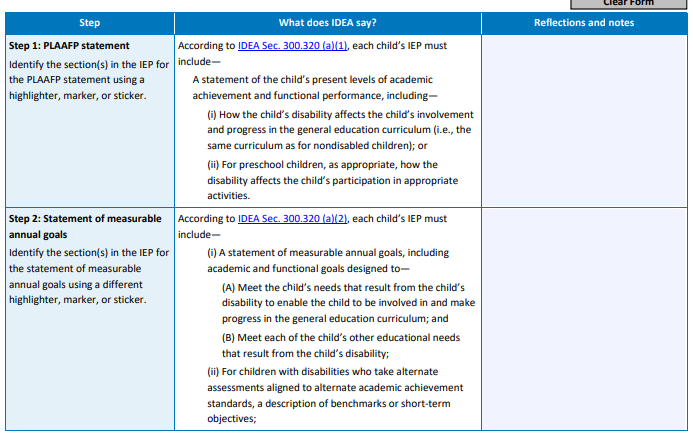 Clear Form
Step What does IDEA say? Reflections and notes
Step 1: PLAAFP statement
Identify the section(s) in the IEP for
the PLAAFP statement using a
highlighter, marker, or sticker.
According to IDEA Sec. 300.320 (a)(1), each child’s IEP must
include—
A statement of the child’s present levels of academic
achievement and functional performance, including—
(i) How the child’s disability affects the child’s involvement
and progress in the general education curriculum (i.e., the
same curriculum as for nondisabled children); or
(ii) For preschool children, as appropriate, how the
disability affects the child’s participation in appropriate
activities.
Step 2: Statement of measurable
annual goals
Identify the section(s) in the IEP for
the statement of measurable
annual goals using a different
highlighter, marker, or sticker.
According to IDEA Sec. 300.320 (a)(2), each child’s IEP must
include—
(i) A statement of measurable annual goals, including
academic and functional goals designed to—
(A) Meet the child’s needs that result from the child’s
disability to enable the child to be involved in and make
progress in the general education curriculum; and
(B) Meet each of the child’s other educational needs
that result from the child’s disability;
(ii) For children with disabilities who take alternate
assessments aligned to alternate academic achievement
standards, a description of benchmarks or short-term
objectives;